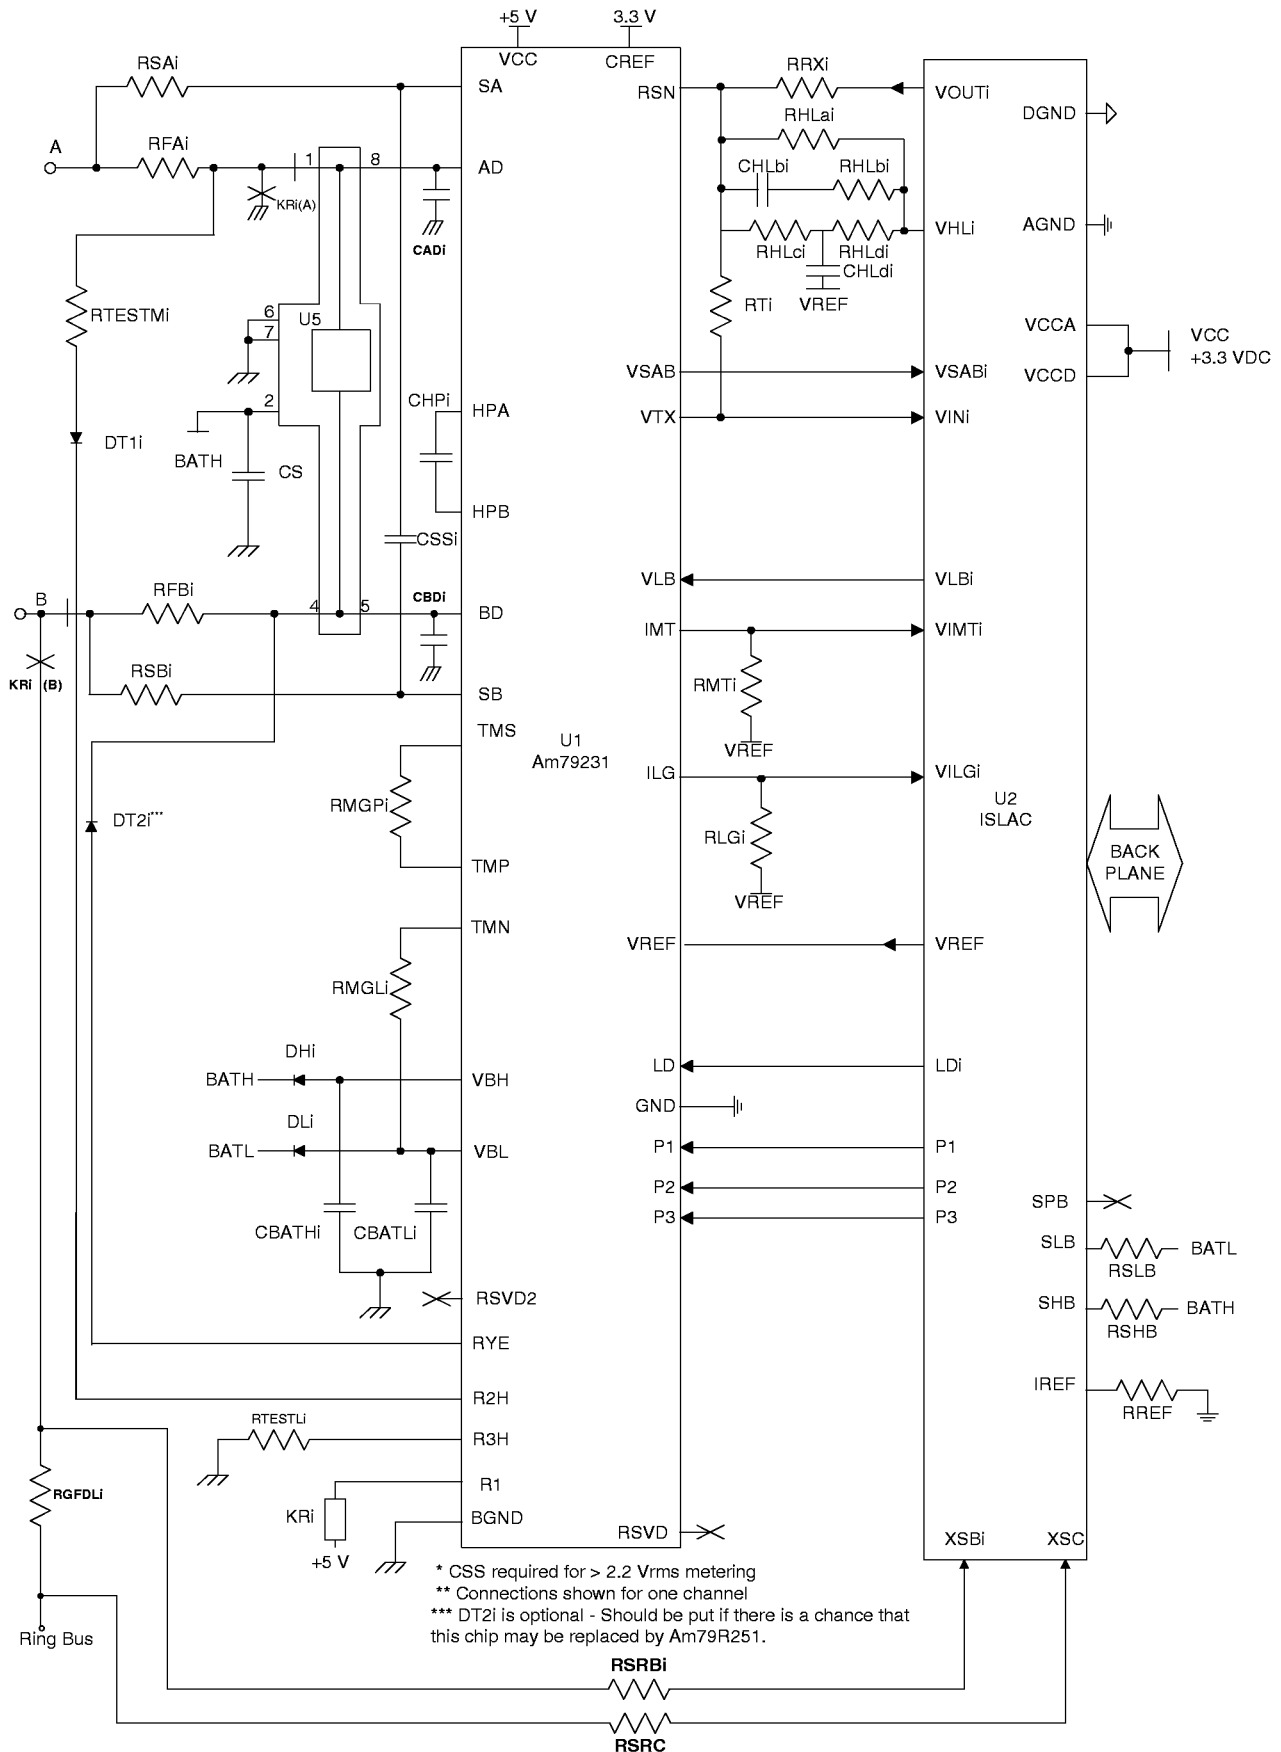 +5 V
3.3 V
VCC
CREF
RSAi
SA
RSN
RRXi
VOUTi
DGND
RHLai
A
RFAi
1
8
AD
CHLbi
RHLbi
KRi(A)
CADi
VHLi
AGND
RHLci
RHLdi
CHLdi
VREF
RTi
RTESTMi
6
U5
7
VCCA
VCC
+3.3 VDC
VCCD
VSAB
VSABi
2
CHPi
HPA
VTX
VINi
DT1i
BATH
CS
HPB
CSSi
VLB
VLBi
B
RFBi
4
5
CBDi
BD
IMT
VIMTi
KRi (B)
RSBi
SB
RMTi
TMS
U1
Am79231
VREF
ILG
VILGi
RMGPi
DT2i***
U2
ISLAC
RLGi
BACK
PLANE
TMP
VREF
TMN
VREF
VREF
RMGLi
DHi
BATH
VBH
LD
LDi
GND
DLi
BATL
VBL
P1
P1
P2
P2
P3
P3
SPB
CBATHi
CBATLi
SLB
BATL
RSLB
RSVD2
SHB
BATH
RSHB
RYE
R2H
IREF
RREF
RTESTLi
R3H
RGFDLi
R1
KRi
BGND
RSVD
XSBi
XSC
+5 V
* CSS required for > 2.2 Vrms metering
** Connections shown for one channel
*** DT2i is optional - Should be put if there is a chance that
this chip may be replaced by Am79R251.
Ring Bus
RSRBi
RSRC